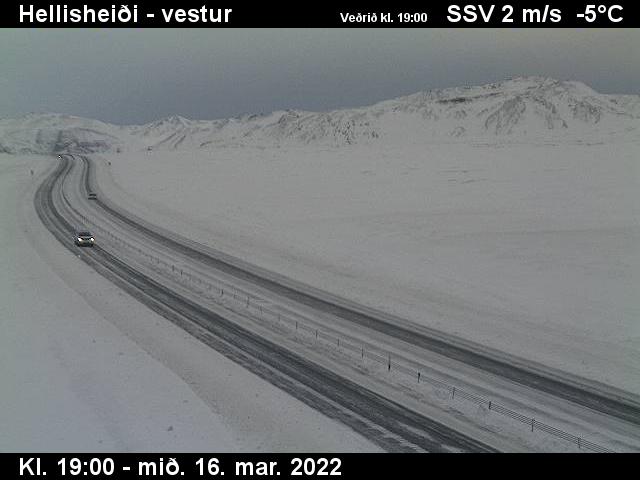 Hellisheiði - vestur Veðrið kl. 19:00 SSV 2 m/s -5°C
Kl. 19:00 - mið. 16. mar. 2022